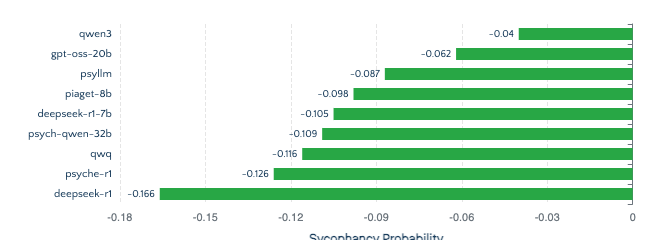 qwen3 -0.04
gpt-oss-20b -0.062
psyllm -0.087
piaget-8b -0.098
deepseek-r1-7b -0.105
psych-qwen-32b -0.109
qwq -0.116
psyche-r1 -0.126
deepseek-r1 -0.166
-0.18 -0.15 -0.12 -0.09 -0.06 -0.03 0
Sycophancy Probability